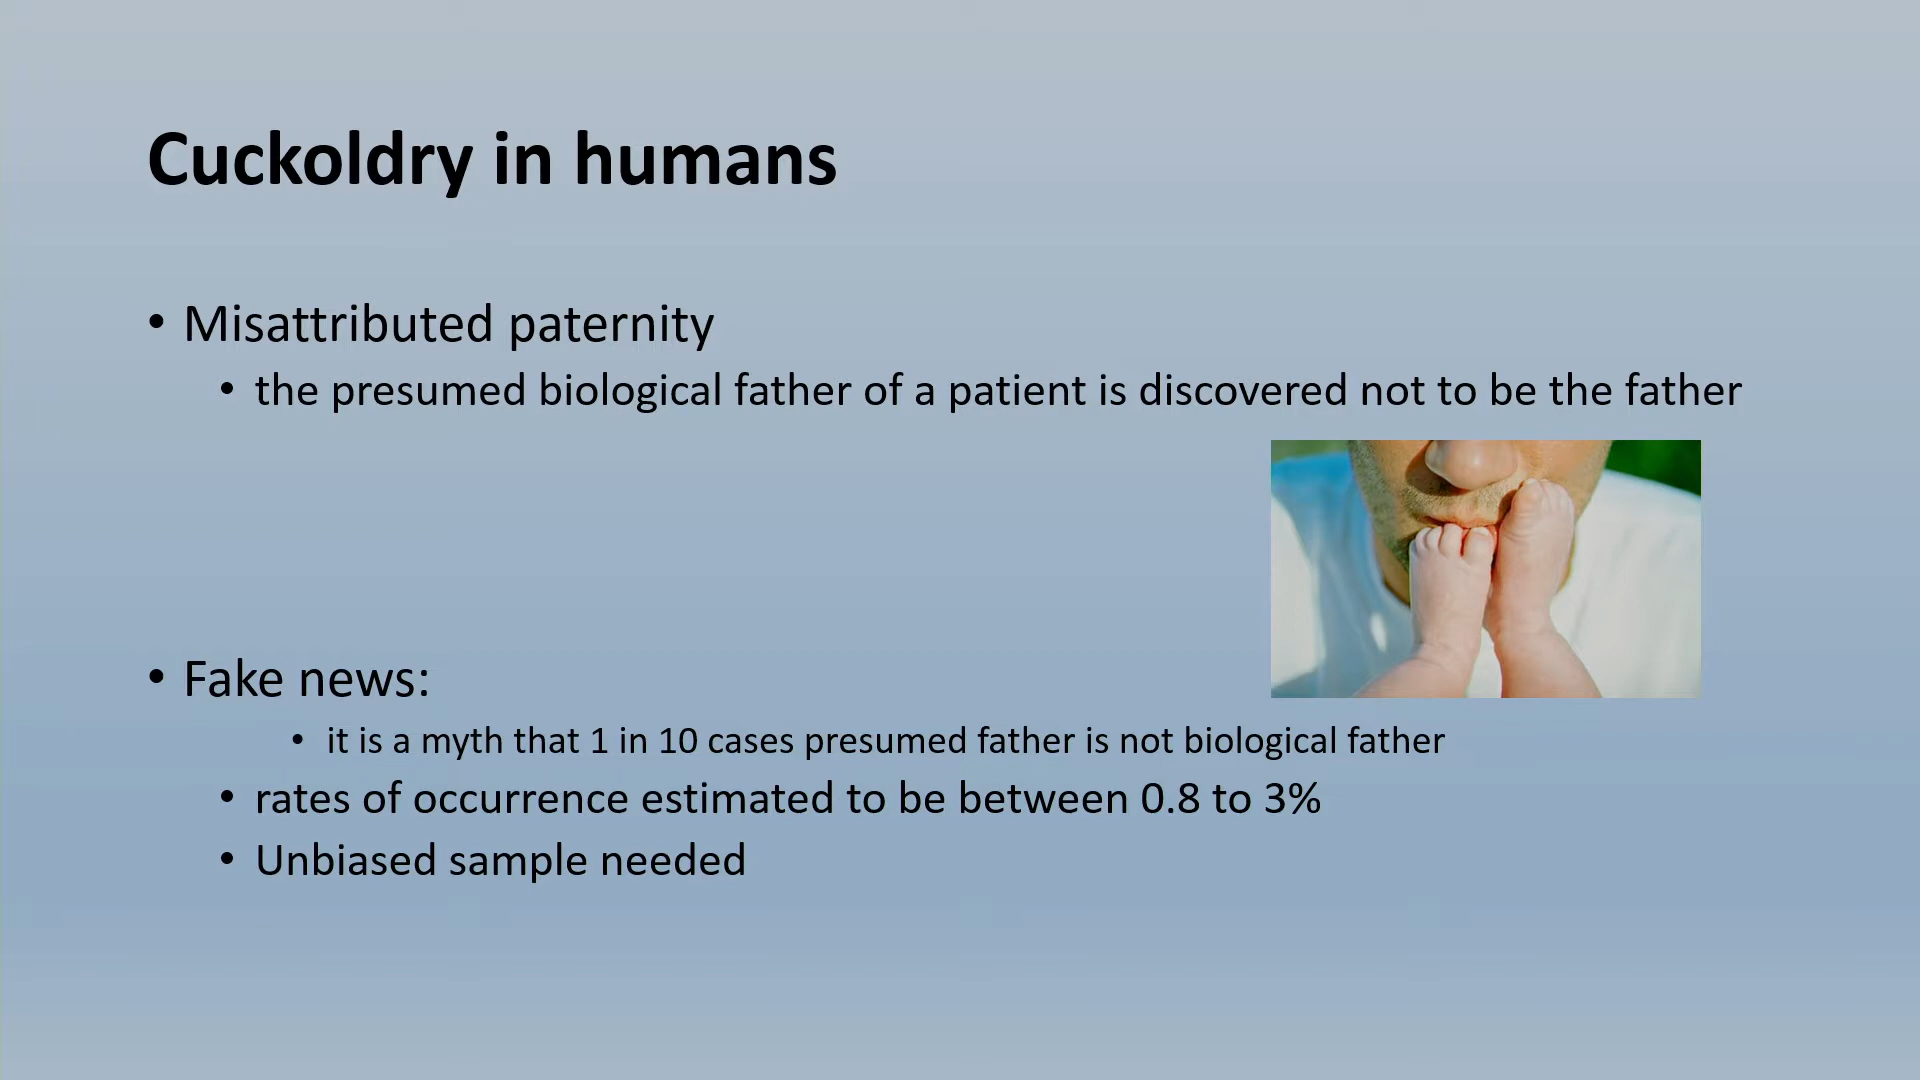 Cuckoldry in humans
• Misattributed paternity
• the presumed biological father of a patient is discovered not to be the father
• Fake news:
• it is a myth that 1 in 10 cases presumed father is not biological father
• rates of occurrence estimated to be between 0.8 to 3%
• Unbiased sample needed